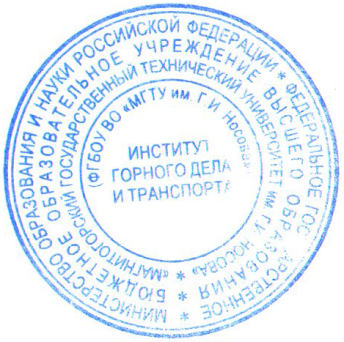 МИНИСТЕРСТВО ОБРАЗОВАНИЯ И НАУКИ РОССИЙСКОЙ ФЕДЕРАЦИИ * ФЕДЕРАЛЬНОЕ ГОСУДАРСТВЕННОЕ *
БЮДЖЕТНОЕ ОБРАЗОВАТЕЛЬНОЕ УЧРЕЖДЕНИЕ ВЫСШЕГО ОБРАЗОВАНИЯ *
«МАГНИТОГОРСКИЙ ГОСУДАРСТВЕННЫЙ ТЕХНИЧЕСКИЙ УНИВЕРСИТЕТ ИМ. Г.И. НОСОВА» *
(ФГБОУ ВО «МГТУ им. Г.И. Носова»)
ИНСТИТУТ
ГОРНОГО ДЕЛА
И ТРАНСПОРТА